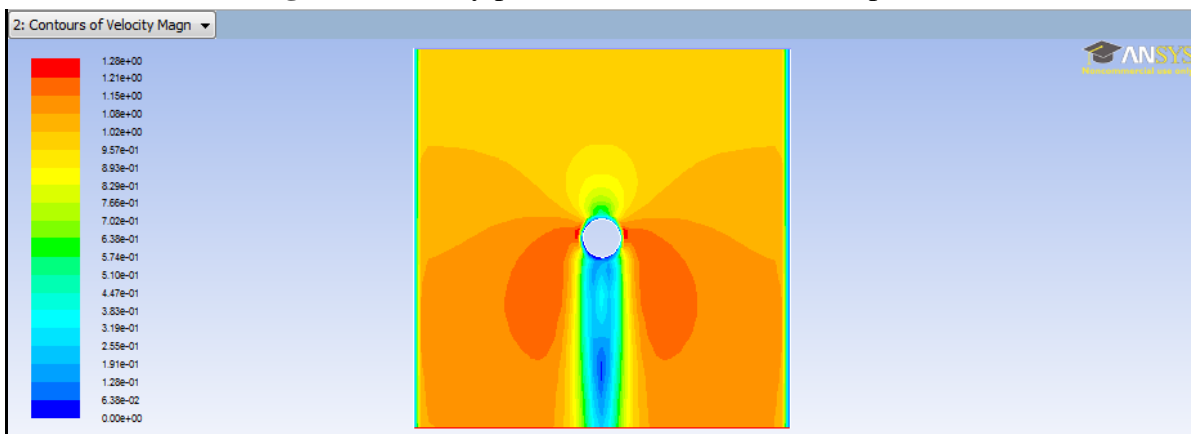 2: Contours of Velocity Magn
ANSYS
Noncommercial use only
1.28e+00
1.21e+00
1.15e+00
1.08e+00
1.02e+00
9.57e-01
8.93e-01
8.29e-01
7.66e-01
7.02e-01
6.38e-01
5.74e-01
5.10e-01
4.47e-01
3.83e-01
3.19e-01
2.55e-01
1.91e-01
1.28e-01
6.38e-02
0.00e+00